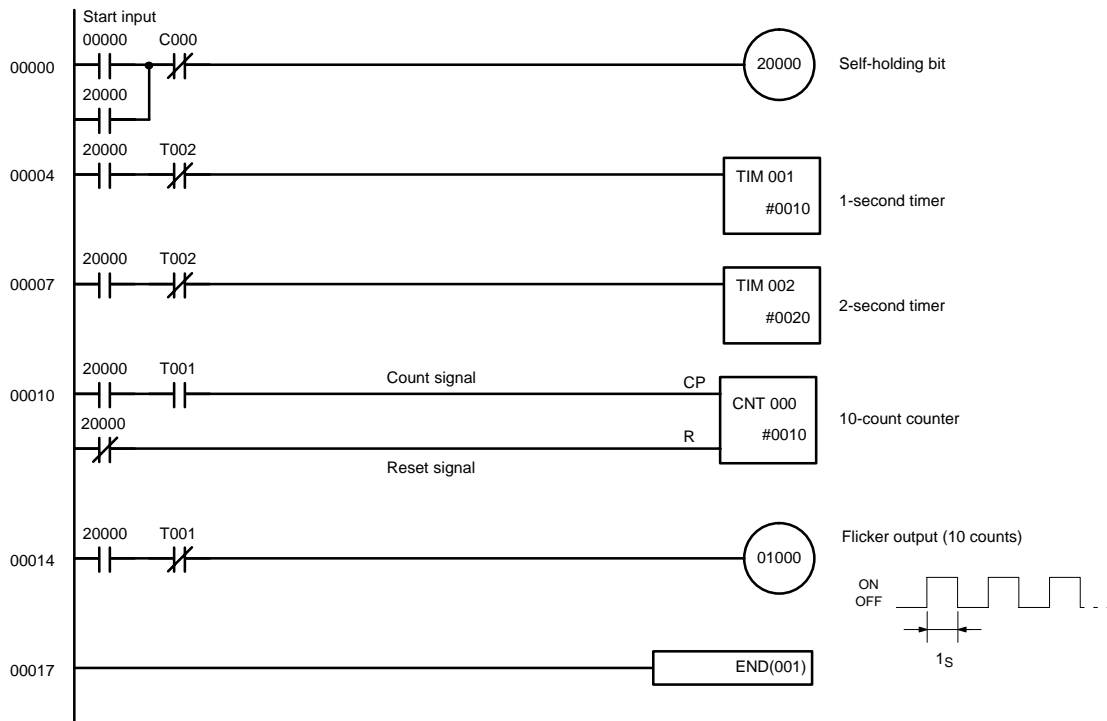 Start input
00000 C000
00000
20000 Self-holding bit
20000
20000 T002
00004
TIM 001
#0010
1-second timer
20000 T002
00007
TIM 002
#0020
2-second timer
20000 T001
Count signal
CP
00010
CNT 000
#0010
10-count counter
20000
R
Reset signal
20000 T001
00014
01000
Flicker output (10 counts)
ON
OFF
1S
00017
END(001)